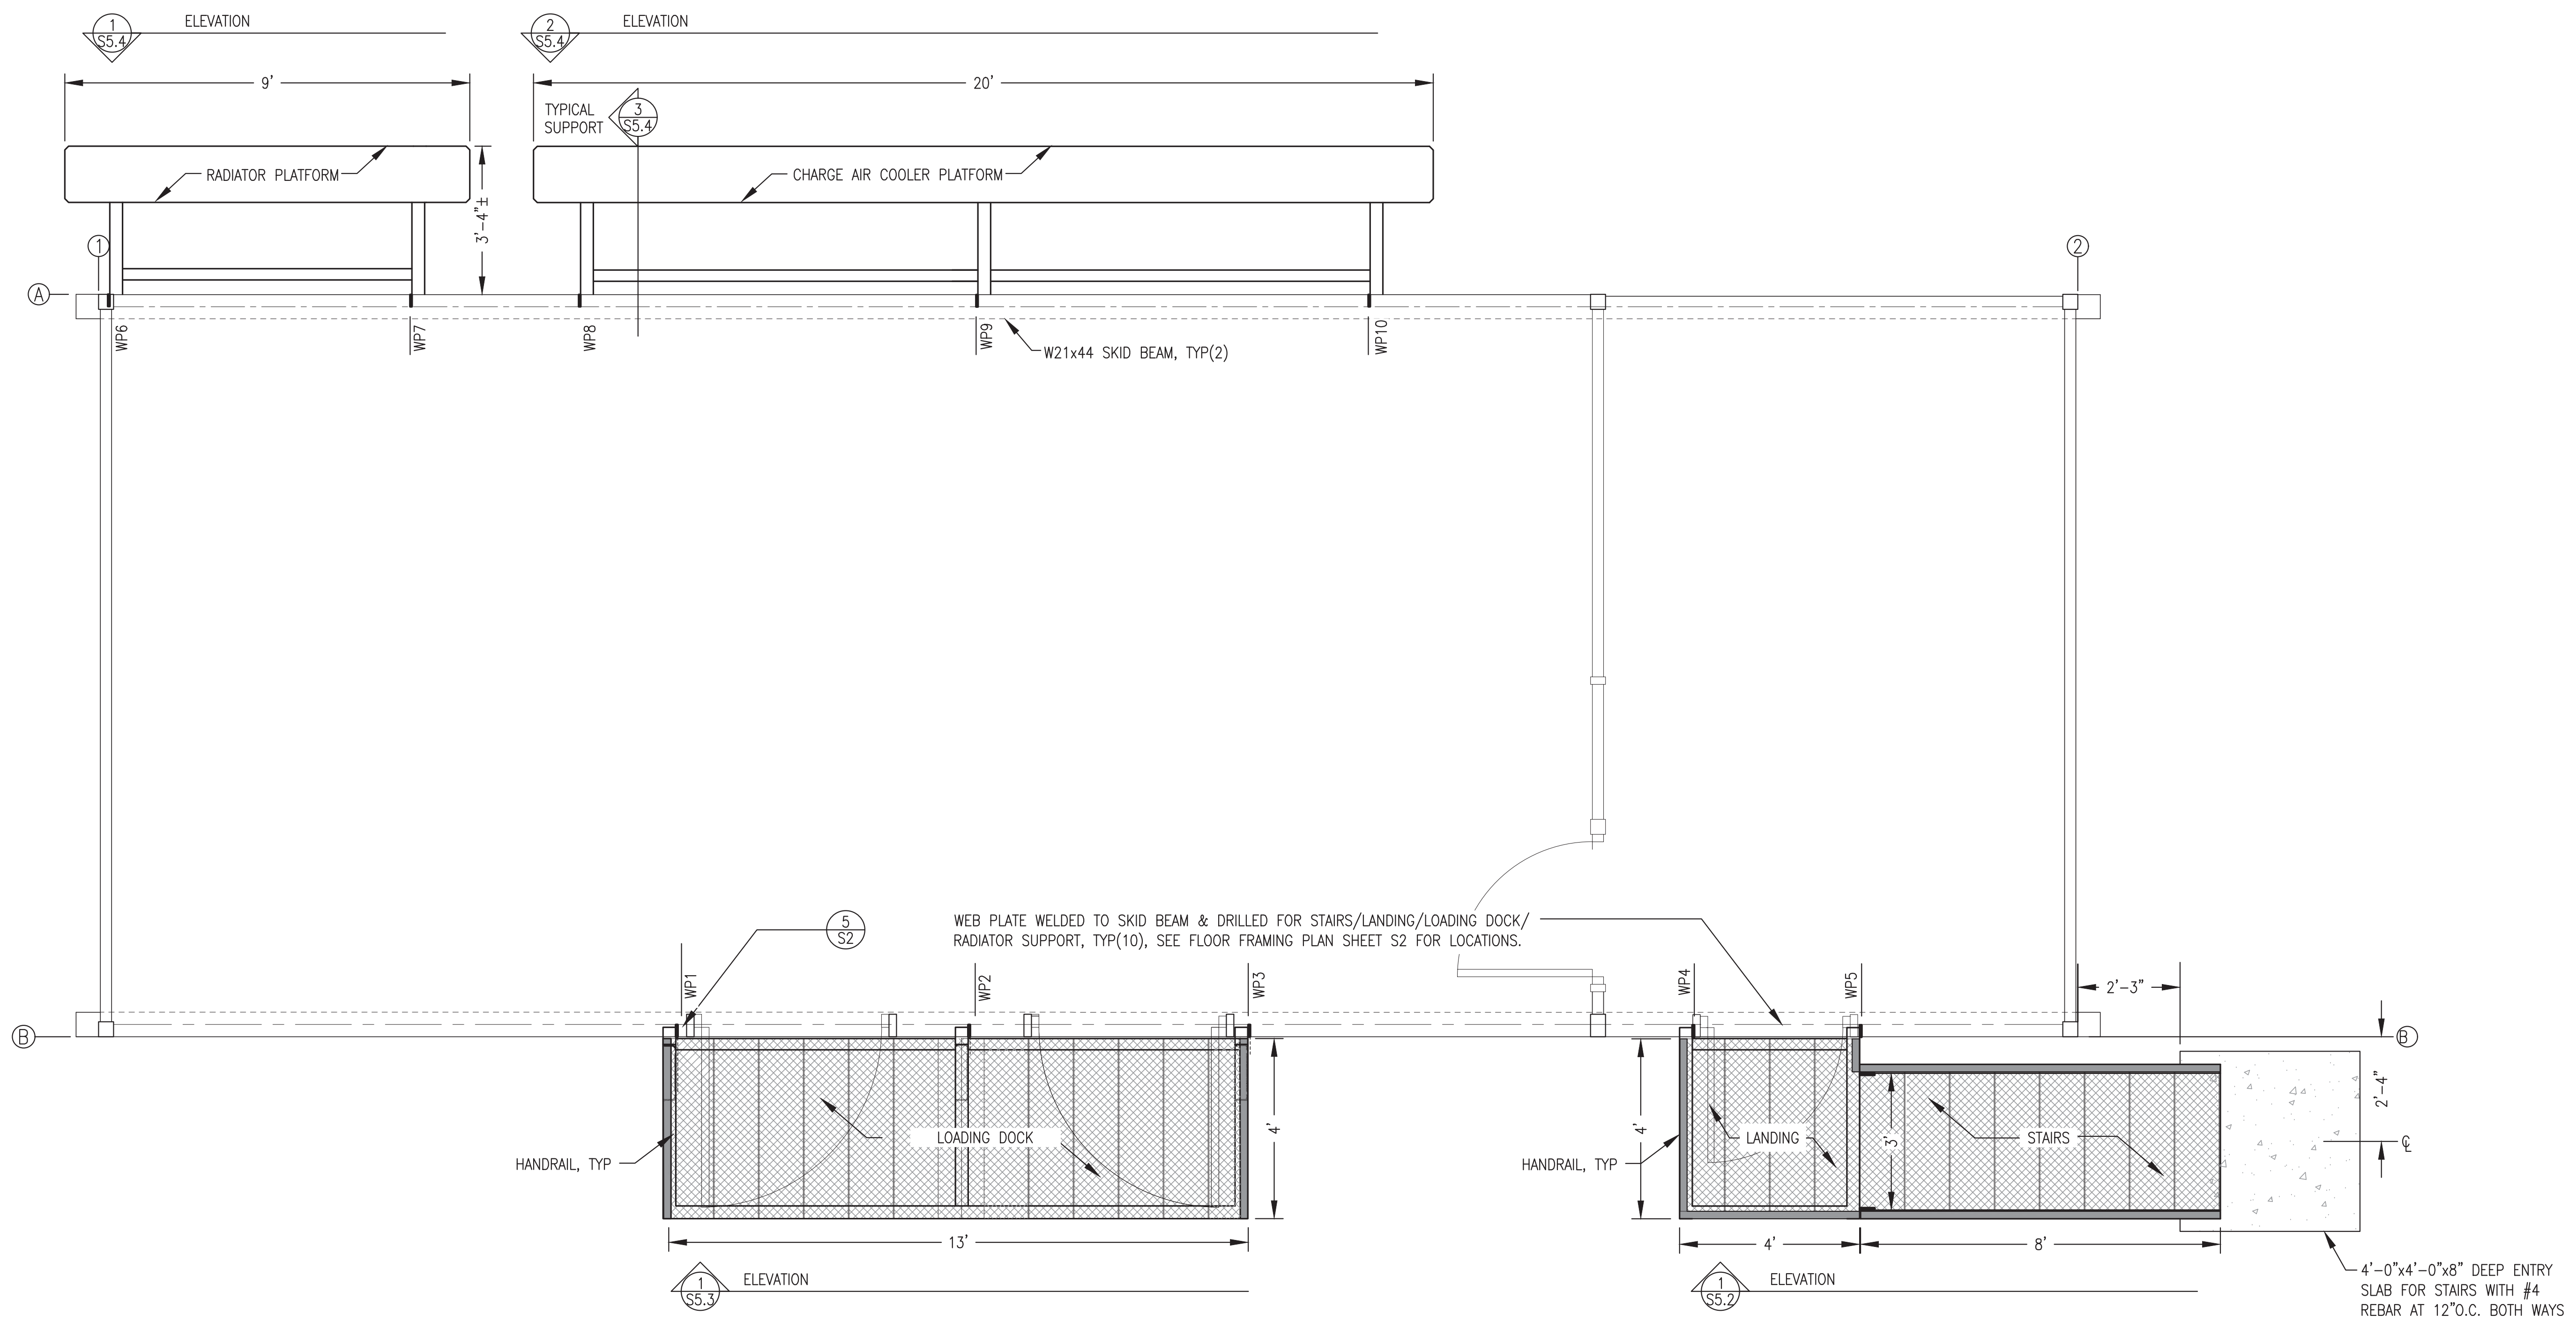 1
S5.4
ELEVATION
2
S5.4
ELEVATION
9'
20'
TYPICAL
SUPPORT
3
S5.4
RADIATOR PLATFORM
CHARGE AIR COOLER PLATFORM
3'-4"±
1
2
A
WP6
WP7
WP8
WP9
WP10
W21x44 SKID BEAM, TYP(2)
5
S2
WEB PLATE WELDED TO SKID BEAM & DRILLED FOR STAIRS/LANDING/LOADING DOCK/
RADIATOR SUPPORT, TYP(10), SEE FLOOR FRAMING PLAN SHEET S2 FOR LOCATIONS.
WP1
WP2
WP3
WP4
WP5
2'-3"
B
B
2'-4"
LOADING DOCK
4'
HANDRAIL, TYP
4'
LANDING
3'
STAIRS
℄
HANDRAIL, TYP
13'
4'
8'
1
S5.3
ELEVATION
1
S5.2
ELEVATION
4'-0"x4'-0"x8" DEEP ENTRY
SLAB FOR STAIRS WITH #4
REBAR AT 12"O.C. BOTH WAYS